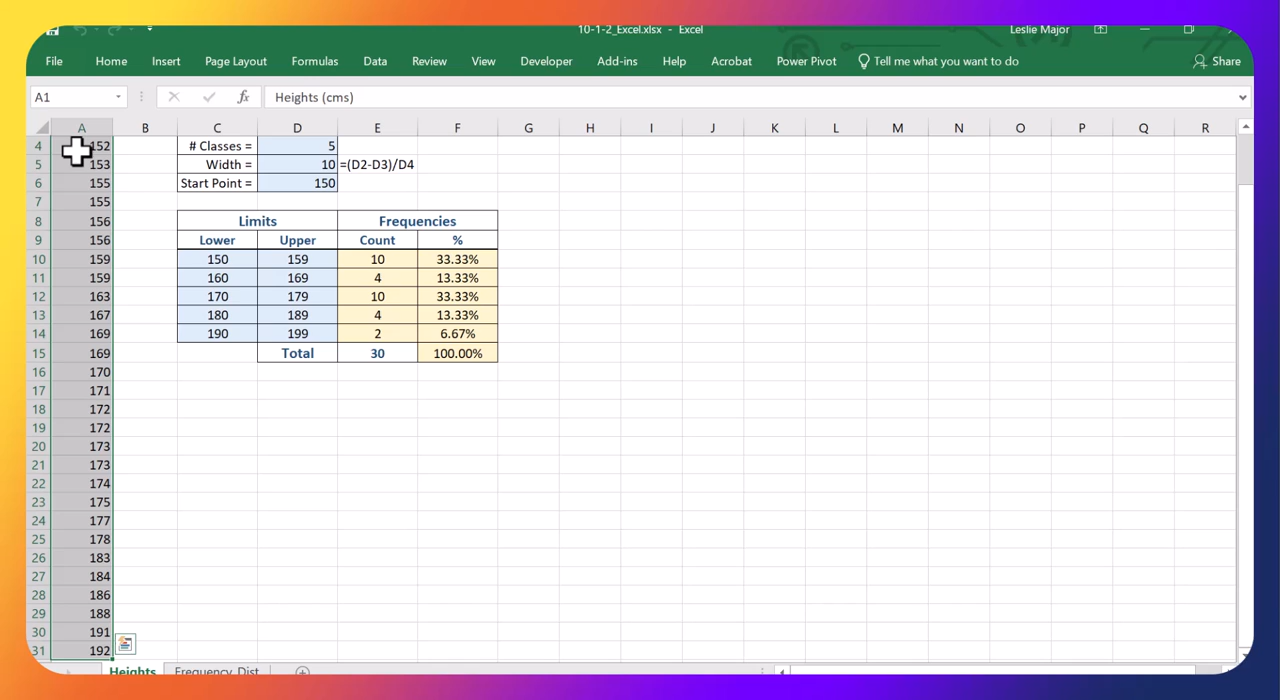 10-1-2_Excel.xlsx - Excel
Leslie Major
File Home Insert Page Layout Formulas Data Review View Developer Add-ins Help Acrobat Power Pivot Tell me what you want to do Share
A1 fx Heights (cms)
A B C D E F G H I J K L M N O P Q R
4 152 # Classes = 5
5 153 Width = 10 =(D2-D3)/D4
6 155 Start Point = 150
7 155
8 156 Limits Frequencies
9 156 Lower Upper Count %
10 159 150 159 10 33.33%
11 159 160 169 4 13.33%
12 163 170 179 10 33.33%
13 167 180 189 4 13.33%
14 169 190 199 2 6.67%
15 169 Total 30 100.00%
16 170
17 171
18 172
19 172
20 173
21 173
22 174
23 175
24 177
25 178
26 183
27 184
28 186
29 188
30 191
31 192
Heights Frequency_Dist